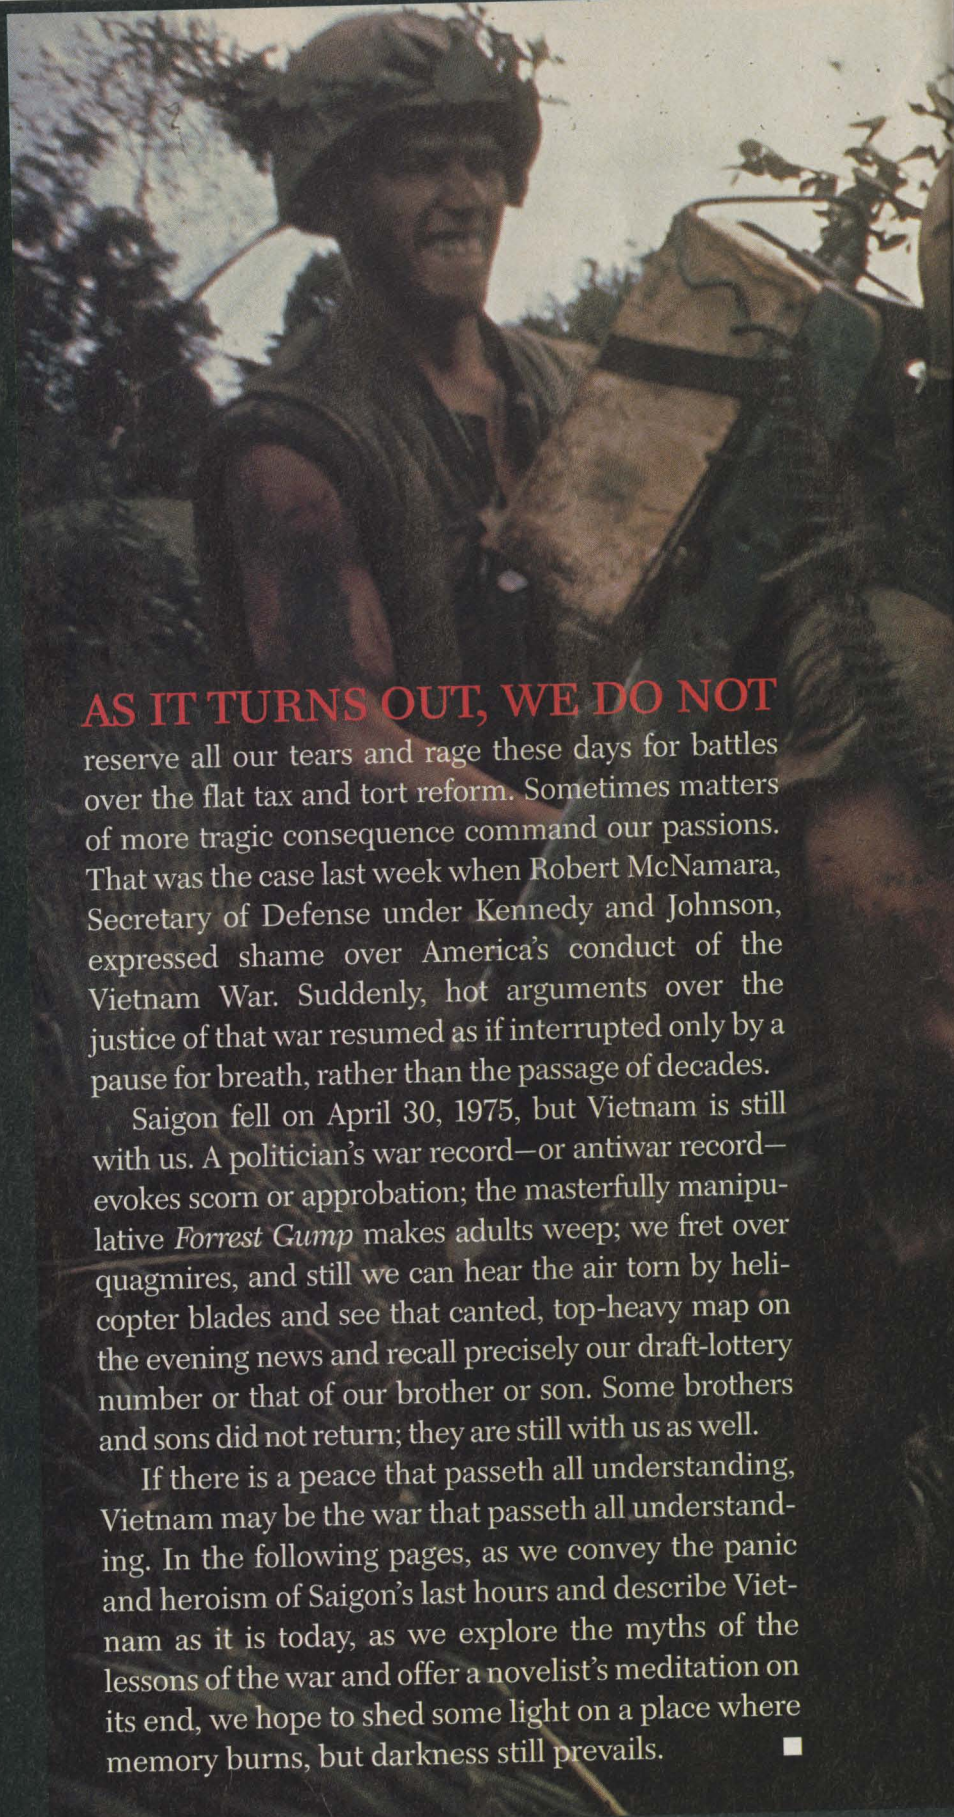 AS IT TURNS OUT, WE DO NOT
reserve all our tears and rage these days for battles
over the flat tax and tort reform. Sometimes matters
of more tragic consequence command our passions.
That was the case last week when Robert McNamara,
Secretary of Defense under Kennedy and Johnson,
expressed shame over America's conduct of the
Vietnam War. Suddenly, hot arguments over the
justice of that war resumed as if interrupted only by a
pause for breath, rather than the passage of decades.
Saigon fell on April 30, 1975, but Vietnam is still
with us. A politician's war record—or antiwar record—
evokes scorn or approbation; the masterfully manipu-
lative Forrest Gump makes adults weep; we fret over
quagmires, and still we can hear the air torn by heli-
copter blades and see that canted, top-heavy map on
the evening news and recall precisely our draft-lottery
number or that of our brother or son. Some brothers
and sons did not return; they are still with us as well.
If there is a peace that passeth all understanding,
Vietnam may be the war that passeth all understand-
ing. In the following pages, as we convey the panic
and heroism of Saigon's last hours and describe Viet-
nam as it is today, as we explore the myths of the
lessons of the war and offer a novelist's meditation on
its end, we hope to shed some light on a place where
memory burns, but darkness still prevails. ■